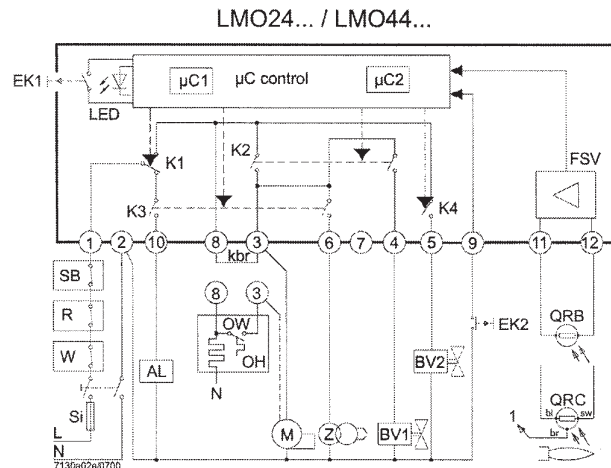 LMO24... / LMO44...
EK1
µC1
µC control
µC2
LED
FSV
K1
K2
K3
K4
1
2
10
8
3
6
7
4
5
9
11
12
kbr
SB
R
W
Si
L
N
8
3
OW
OH
N
AL
M
Z
BV1
BV2
EK2
QRB
QRC
bl
sw
br
1
7130a02e/0700